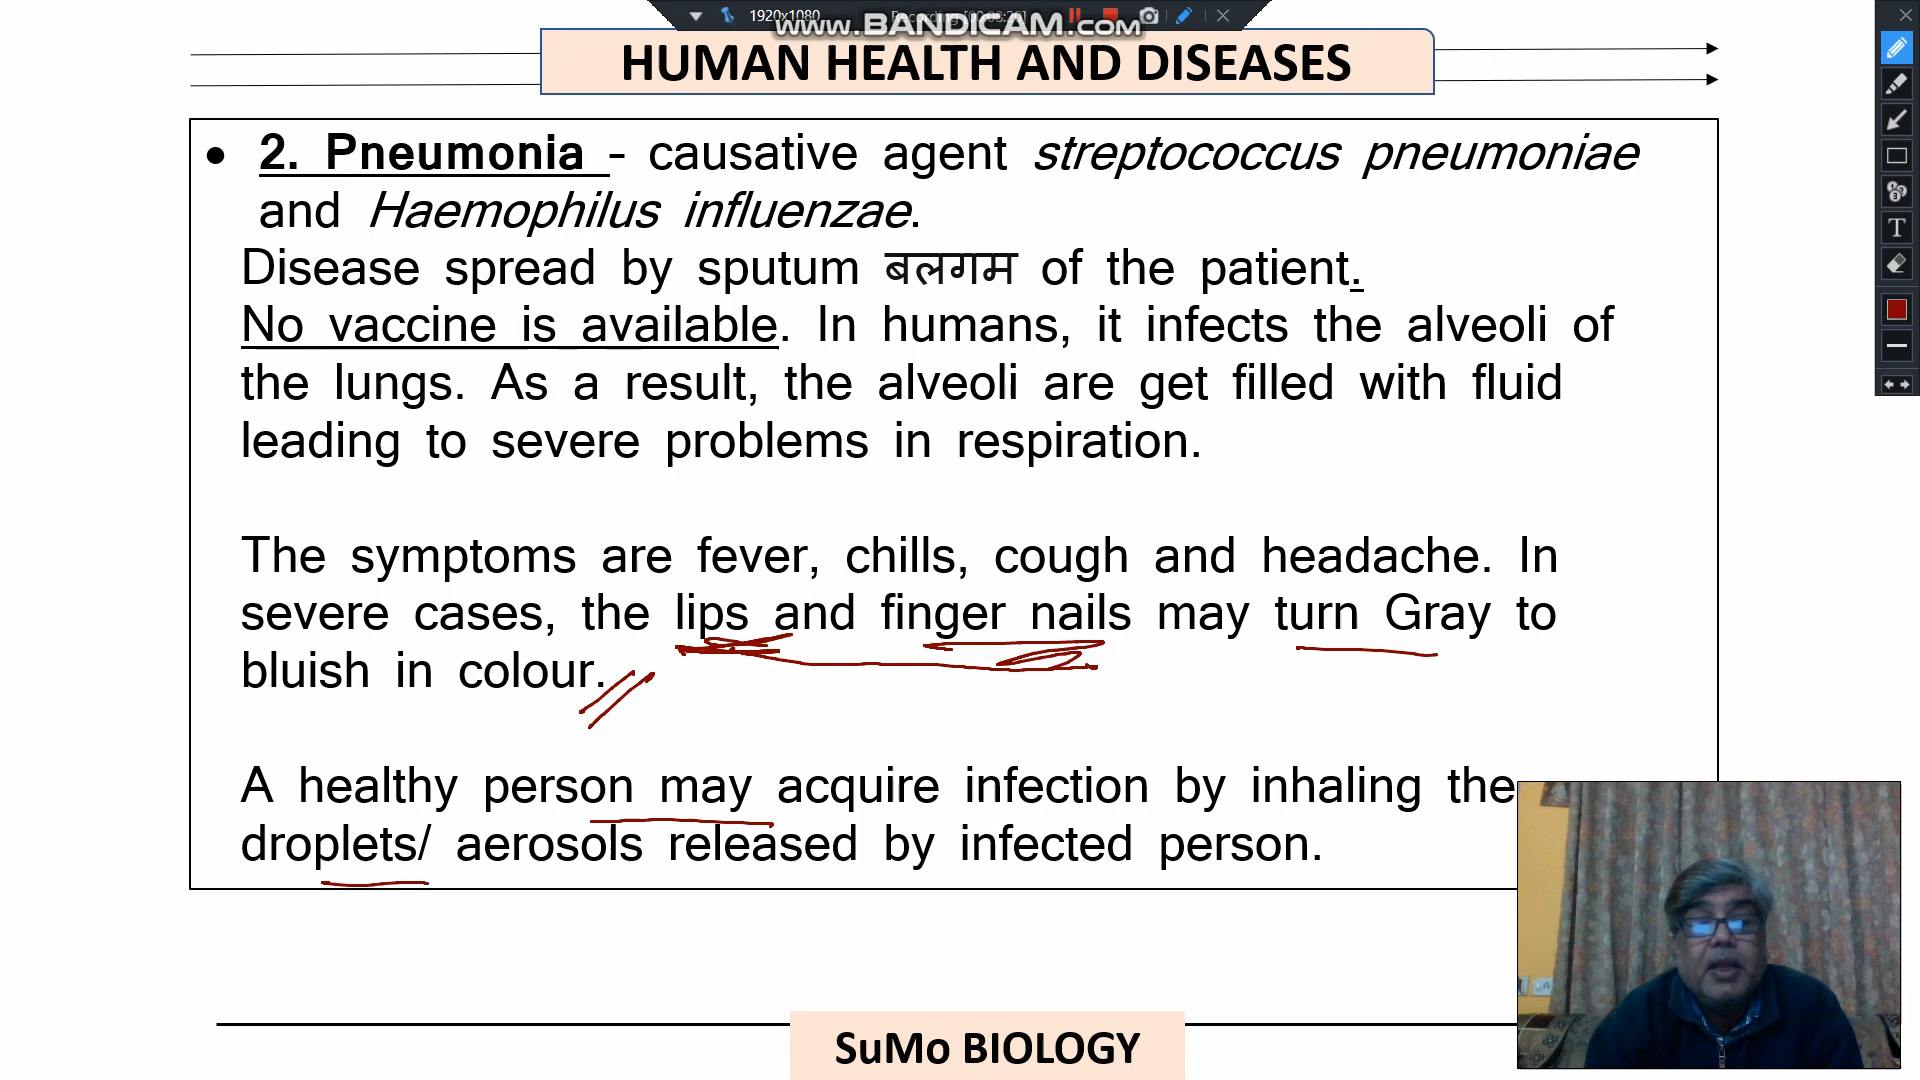 1920x1080
www.BANDICAM.com
HUMAN HEALTH AND DISEASES
• 2. Pneumonia - causative agent streptococcus pneumoniae
and Haemophilus influenzae.
Disease spread by sputum बलगम of the patient.
No vaccine is available. In humans, it infects the alveoli of
the lungs. As a result, the alveoli are get filled with fluid
leading to severe problems in respiration.
The symptoms are fever, chills, cough and headache. In
severe cases, the lips and finger nails may turn Gray to
bluish in colour.
A healthy person may acquire infection by inhaling the
droplets/ aerosols released by infected person.
SuMo BIOLOGY